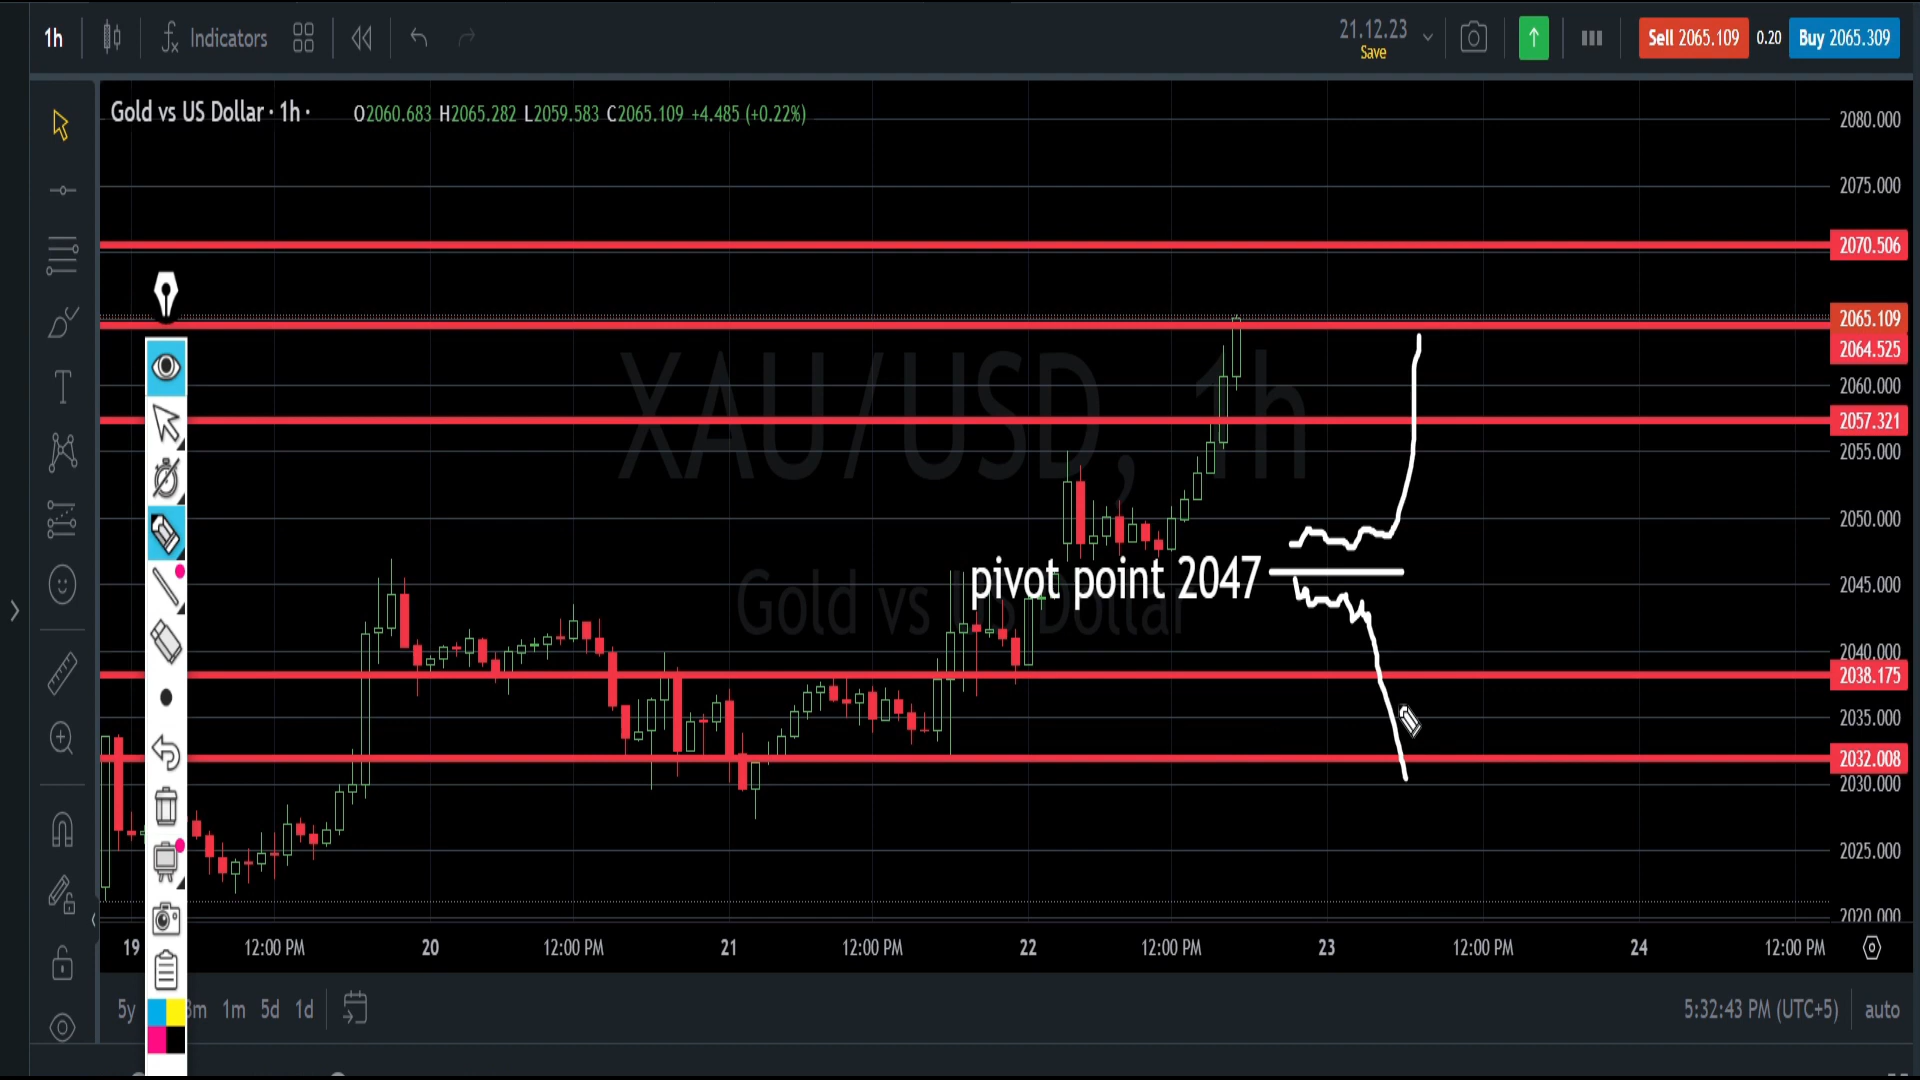 1h
Indicators
21.12.23
Save
Sell 2065.109
0.20
Buy 2065.309
Gold vs US Dollar · 1h ·
O2060.683 H2065.282 L2059.583 C2065.109 +4.485 (+0.22%)
2080.000
2075.000
2070.506
2065.109
2064.525
2060.000
2057.321
2055.000
2050.000
2045.000
2040.000
2038.175
2035.000
2032.008
2030.000
2025.000
2020.000
XAU/USD, 1h
Gold vs US Dollar
pivot point 2047
T
19
12:00 PM
20
12:00 PM
21
12:00 PM
22
12:00 PM
23
12:00 PM
24
12:00 PM
5y
3m
1m
5d
1d
5:32:43 PM (UTC+5)
auto